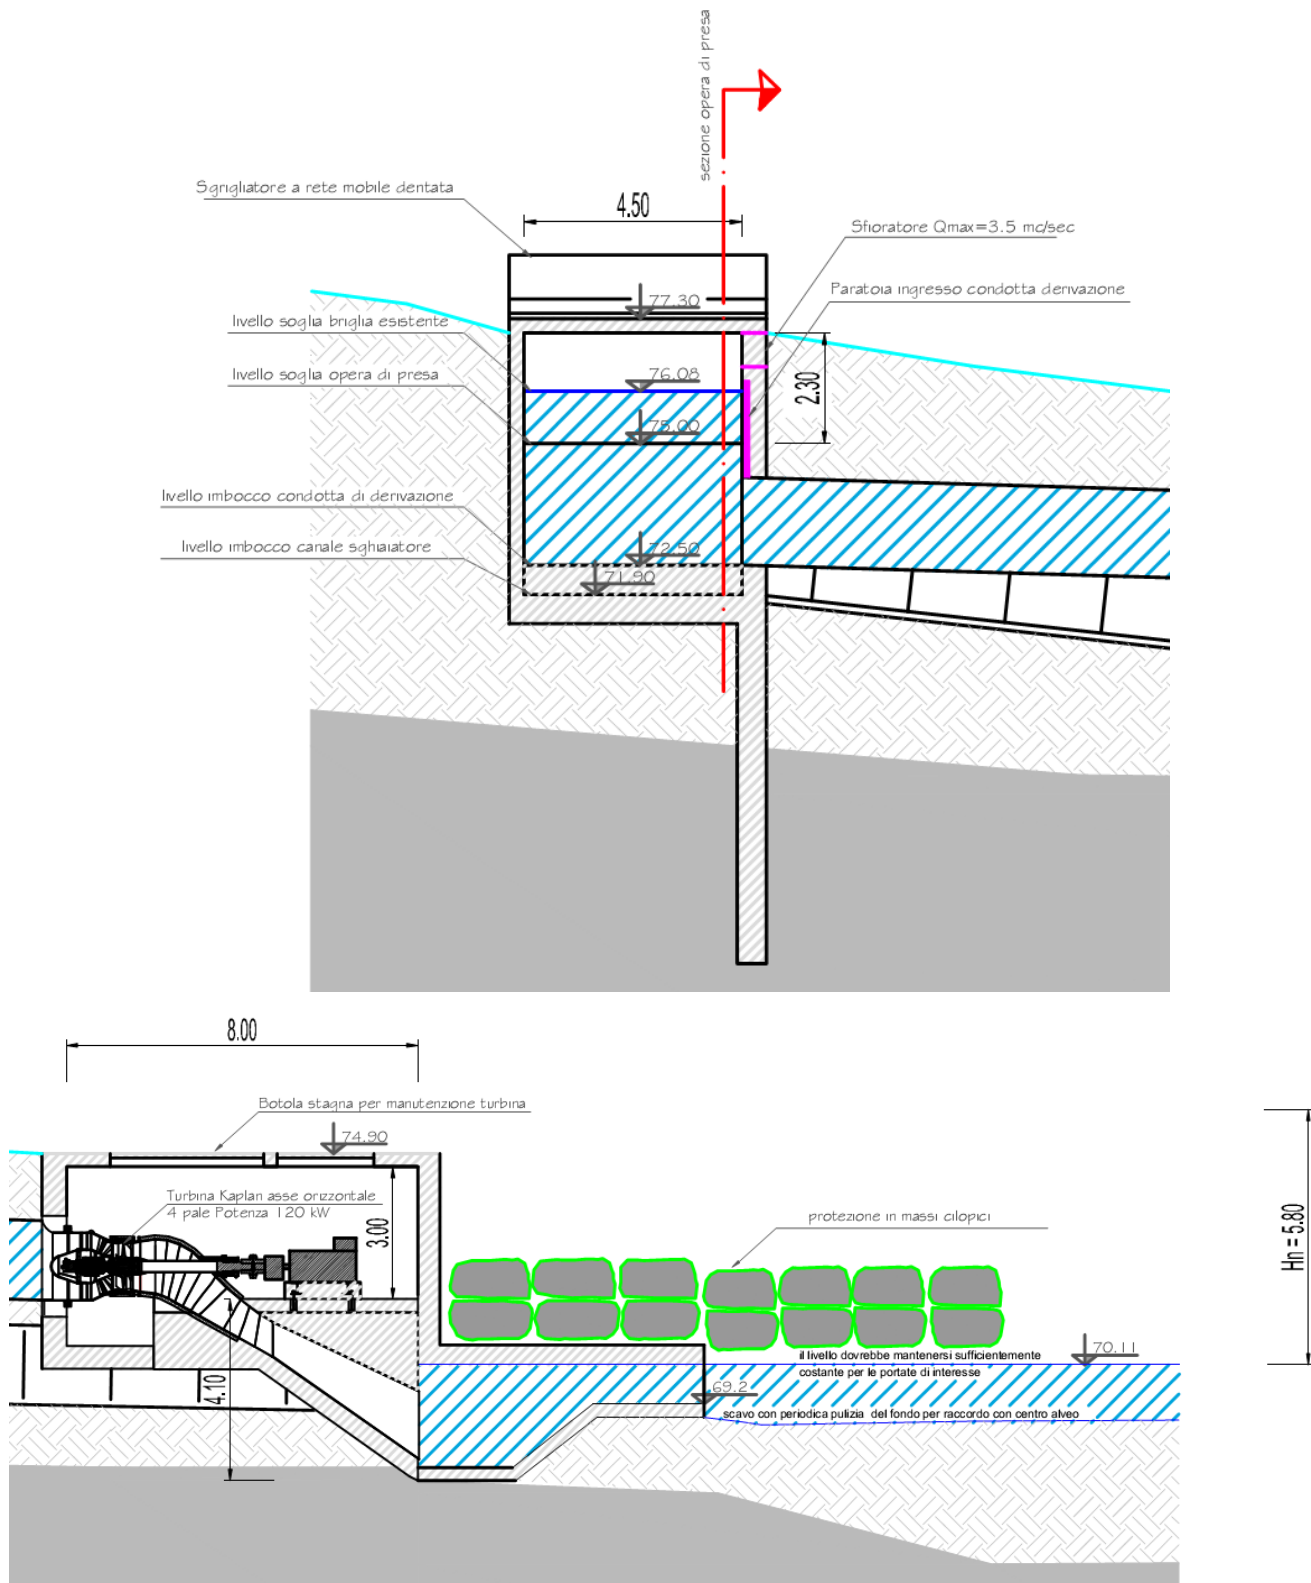 sezione opera di presa
Sgrigliatore a rete mobile dentata
4.50
Sfioratore Qmax=3.5 mc/sec
Paratoia ingresso condotta derivazione
77.30
livello soglia briglia esistente
livello soglia opera di presa
76.08
2.30
75.00
livello imbocco condotta di derivazione
livello imbocco canale sghiaiatore
72.50
71.90
8.00
Botola stagna per manutenzione turbina
74.90
Turbina Kaplan asse orizzontale
4 pale Potenza 120 kW
3.00
protezione in massi ciclopici
Hn = 5.80
il livello dovrebbe mantenersi sufficientemente
costante per le portate di interesse
70.11
4.10
69.2
scavo con periodica pulizia del fondo per raccordo con centro alveo